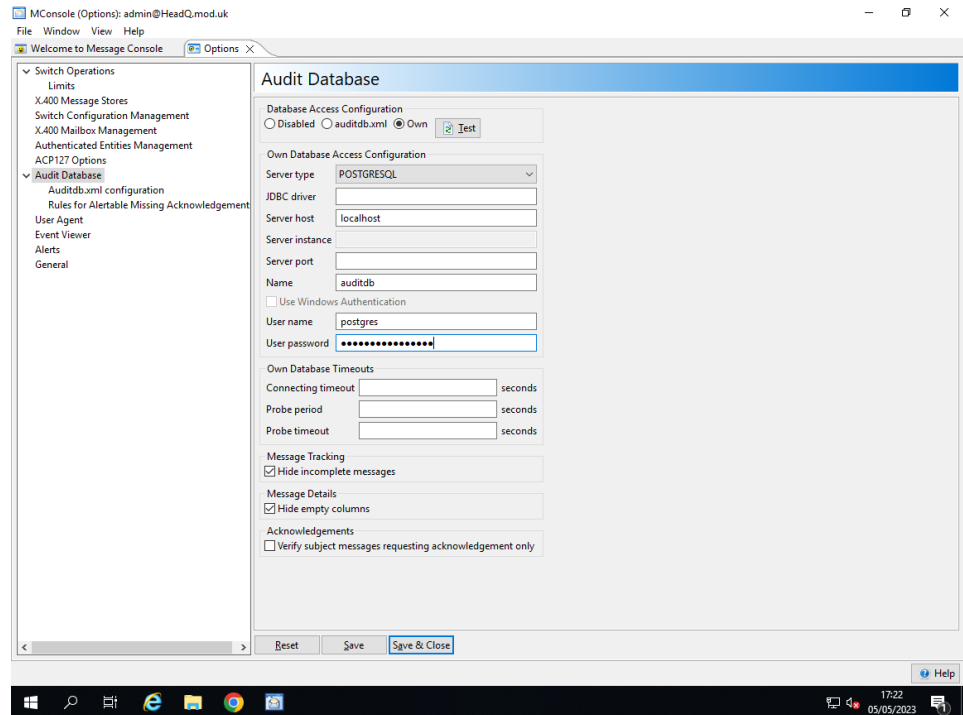 MConsole (Options): admin@HeadQ.mod.uk
File Window View Help
Welcome to Message Console Options
Switch Operations
Limits
X.400 Message Stores
Switch Configuration Management
X.400 Mailbox Management
Authenticated Entities Management
ACP127 Options
Audit Database
Auditdb.xml configuration
Rules for Alertable Missing Acknowledgement
User Agent
Event Viewer
Alerts
General
Audit Database
Database Access Configuration
Disabled auditdb.xml Own Test
Own Database Access Configuration
Server type POSTGRESQL
JDBC driver
Server host localhost
Server instance
Server port
Name auditdb
Use Windows Authentication
User name postgres
User password ••••••••••••••••
Own Database Timeouts
Connecting timeout seconds
Probe period seconds
Probe timeout seconds
Message Tracking
Hide incomplete messages
Message Details
Hide empty columns
Acknowledgements
Verify subject messages requesting acknowledgement only
Reset Save Save & Close
Help
17:22
05/05/2023
1